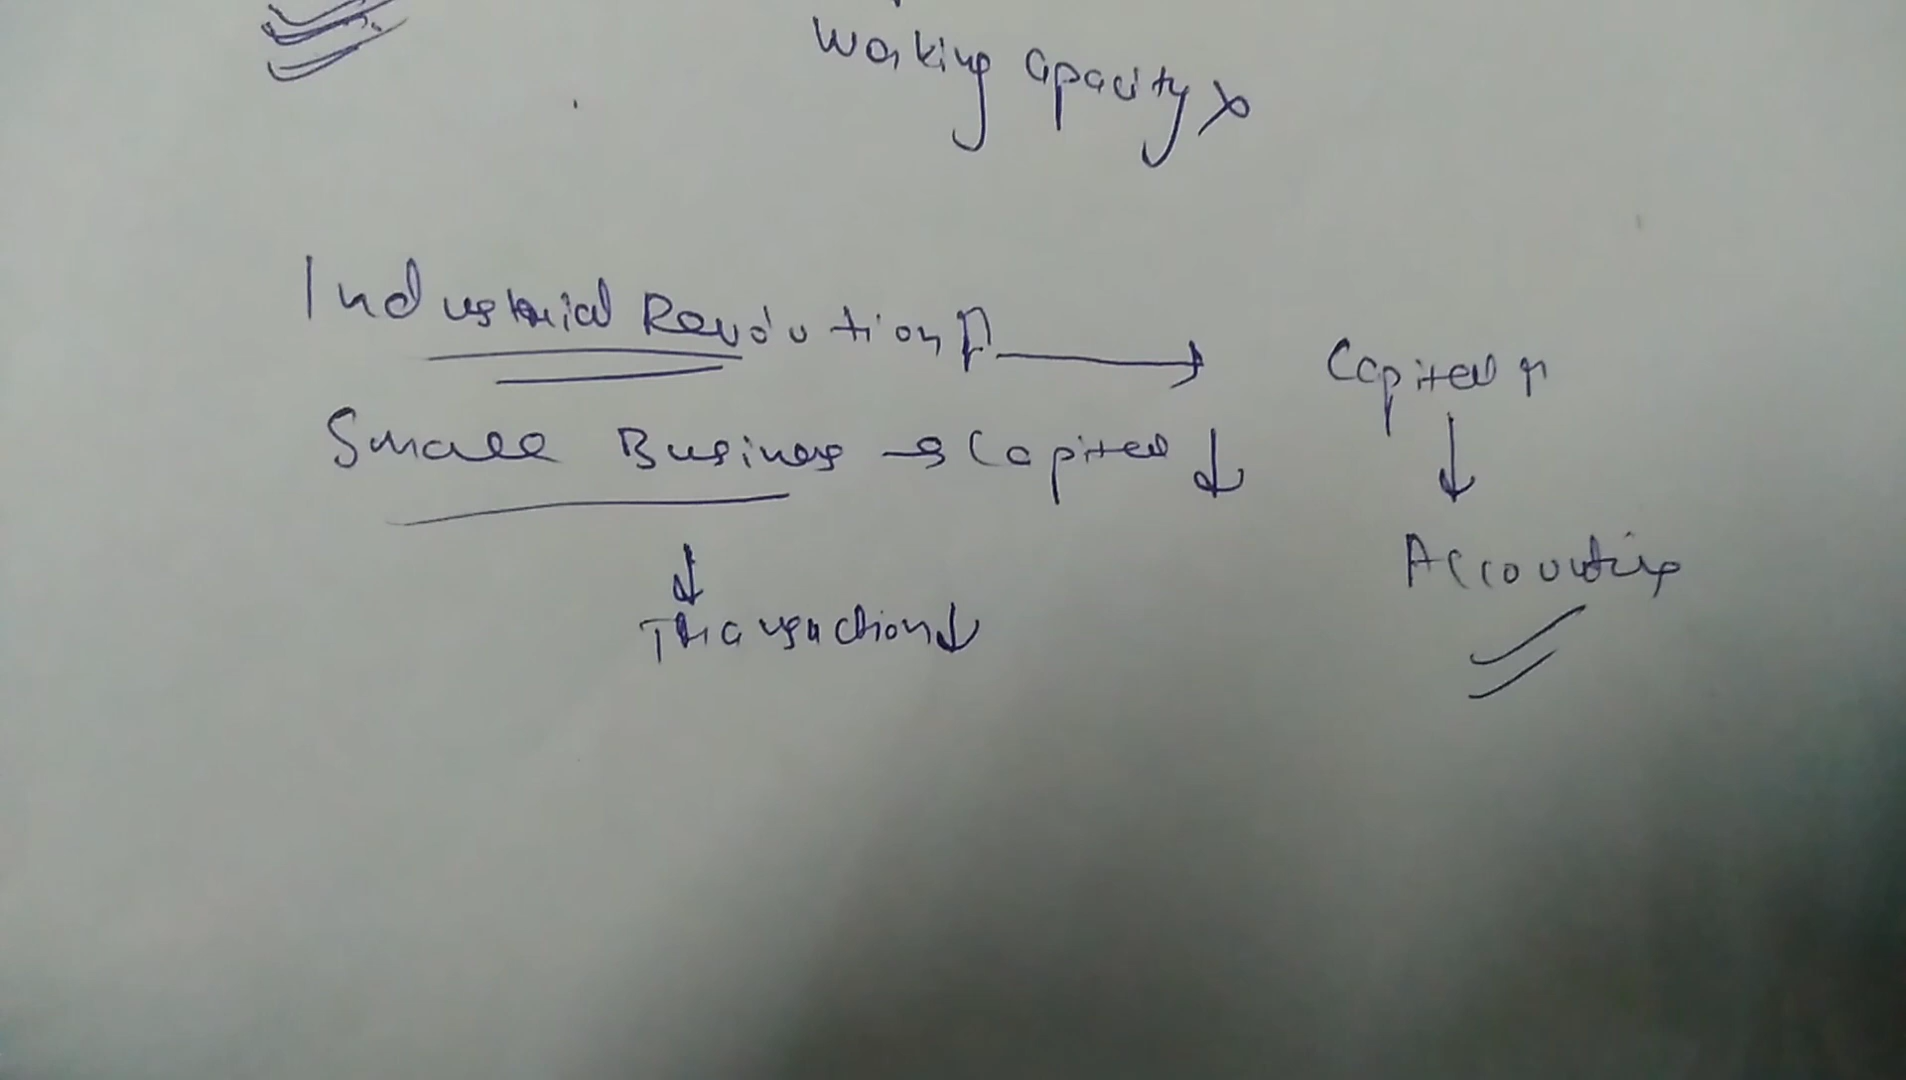 Working Capacity
Industrial Revolution ↑ → Capital ↑
Small Business → Capital ↓
↓
↓
Accounting
Transaction ↓